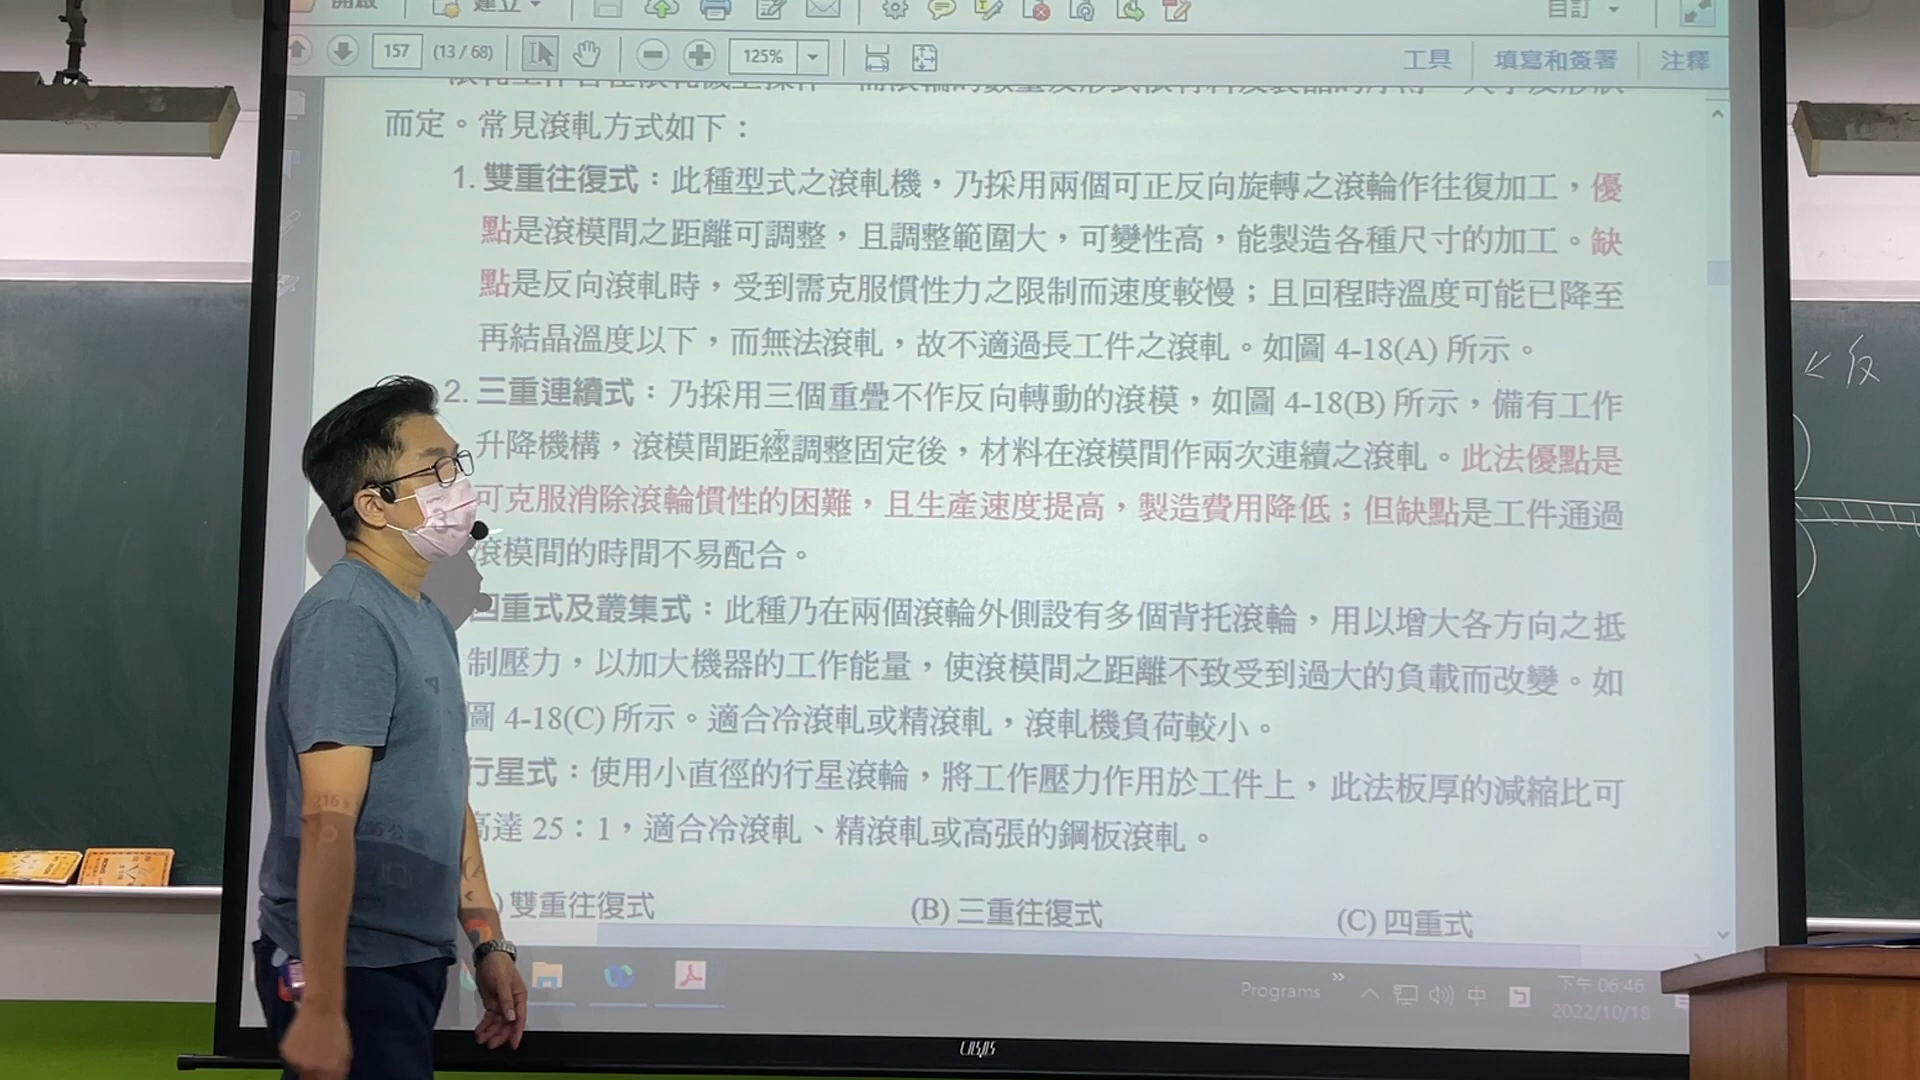 開啟 建立 自訂
157 (13 / 68) 125% 工具 填寫和簽署 注釋
而定。常見滾軋方式如下：
1. 雙重往復式：此種型式之滾軋機，乃採用兩個可正反向旋轉之滾輪作往復加工，優
點是滾模間之距離可調整，且調整範圍大，可變性高，能製造各種尺寸的加工。缺
點是反向滾軋時，受到需克服慣性力之限制而速度較慢；且回程時溫度可能已降至
再結晶溫度以下，而無法滾軋，故不適過長工件之滾軋。如圖 4-18(A) 所示。
2. 三重連續式：乃採用三個重疊不作反向轉動的滾模，如圖 4-18(B) 所示，備有工作
升降機構，滾模間距經調整固定後，材料在滾模間作兩次連續之滾軋。此法優點是
可克服消除滾輪慣性的困難，且生產速度提高，製造費用降低；但缺點是工件通過
滾模間的時間不易配合。
四重式及叢集式：此種乃在兩個滾輪外側設有多個背托滾輪，用以增大各方向之抵
制壓力，以加大機器的工作能量，使滾模間之距離不致受到過大的負載而改變。如
圖 4-18(C) 所示。適合冷滾軋或精滾軋，滾軋機負荷較小。
行星式：使用小直徑的行星滾輪，將工作壓力作用於工件上，此法板厚的減縮比可
高達 25：1，適合冷滾軋、精滾軋或高張的鋼板滾軋。
雙重往復式 (B) 三重往復式 (C) 四重式
Programs 中 下午 06:46
2022/10/18
反